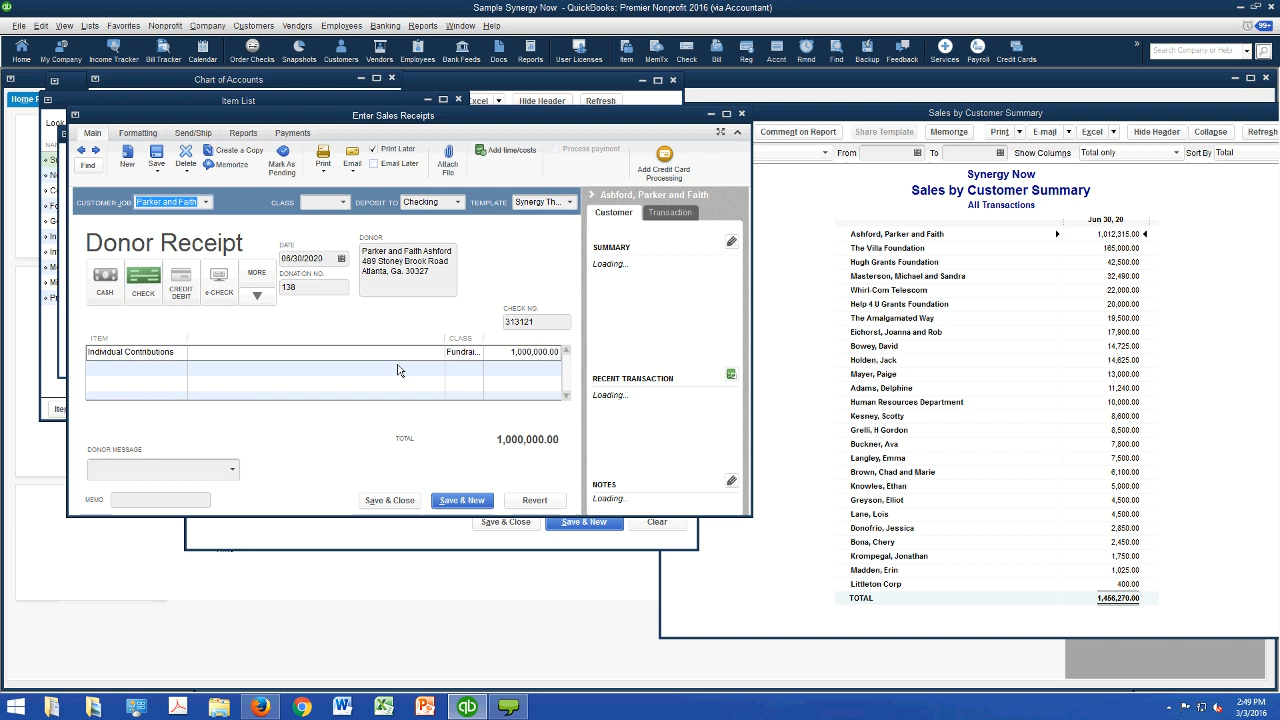 Sample Synergy Now - QuickBooks: Premier Nonprofit 2016 (via Accountant)
File Edit View Lists Favorites Nonprofit Company Customers Vendors Employees Banking Reports Window Help
99+
Home My Company Income Tracker Bill Tracker Calendar Order Checks Snapshots Customers Vendors Employees Bank Feeds Docs Reports User Licenses Item MemTx Check Bill Reg Accnt Rmnd Find Backup Feedback Services Payroll Credit Cards
Search Company or Help
Chart of Accounts
Home P
Item List
Excel Hide Header Refresh
Look
Enter Sales Receipts
Main Formatting Send/Ship Reports Payments
Find
New
Save
Delete
Create a Copy
Memorize
Mark As
Pending
Print
Email
Print Later
Email Later
Attach
File
Add time/costs
Process payment
Add Credit Card
Processing
CUSTOMER:JOB Parker and Faith CLASS DEPOSIT TO Checking TEMPLATE Synergy Th...
Donor Receipt
DATE
06/30/2020
DONATION NO.
138
DONOR
Parker and Faith Ashford
489 Stoney Brook Road
Atlanta, Ga. 30327
CASH
CHECK
CREDIT
DEBIT
e-CHECK
MORE
CHECK NO.
313121
ITEM CLASS
Individual Contributions Fundrai... 1,000,000.00
TOTAL 1,000,000.00
DONOR MESSAGE
MEMO
Save & Close Save & New Revert
Ashford, Parker and Faith
Customer Transaction
SUMMARY
Loading...
RECENT TRANSACTION
Loading...
NOTES
Loading...
Save & Close Save & New Clear
Sales by Customer Summary
Comment on Report Share Template Memorize Print E-mail Excel Hide Header Collapse Refresh
From To Show Columns Total only Sort By Total
Synergy Now
Sales by Customer Summary
All Transactions
Jun 30, 20
Ashford, Parker and Faith 1,012,315.00
The Villa Foundation 165,000.00
Hugh Grants Foundation 42,500.00
Masterson, Michael and Sandra 32,490.00
Whirl-Com Telecom 22,000.00
Help 4 U Grants Foundation 20,000.00
The Amalgamated Way 19,500.00
Eichorst, Joanna and Rob 17,900.00
Bowey, David 14,725.00
Holden, Jack 14,625.00
Mayer, Paige 13,000.00
Adams, Delphine 11,240.00
Human Resources Department 10,000.00
Kesney, Scotty 8,600.00
Grelli, H Gordon 8,500.00
Buckner, Ava 7,800.00
Langley, Emma 7,500.00
Brown, Chad and Marie 6,100.00
Knowles, Ethan 5,000.00
Greyson, Elliot 4,500.00
Lane, Lois 4,500.00
Donofrio, Jessica 2,850.00
Bona, Chery 2,450.00
Krompegal, Jonathan 1,750.00
Madden, Erin 1,025.00
Littleton Corp 400.00
TOTAL 1,456,270.00
2:49 PM
3/3/2016